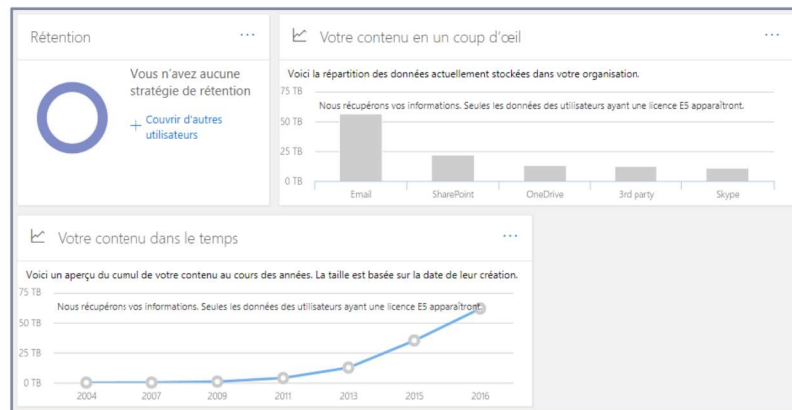 Rétention
...
Vous n'avez aucune
stratégie de rétention
+ Couvrir d'autres
utilisateurs
Votre contenu en un coup d'œil
...
Voici la répartition des données actuellement stockées dans votre organisation.
75 TB
Nous récupérons vos informations. Seules les données des utilisateurs ayant une licence E5 apparaîtront.
50 TB
25 TB
0 TB
Email SharePoint OneDrive 3rd party Skype
Votre contenu dans le temps
...
Voici un aperçu du cumul de votre contenu au cours des années. La taille est basée sur la date de leur création.
75 TB
Nous récupérons vos informations. Seules les données des utilisateurs ayant une licence E5 apparaîtront.
50 TB
25 TB
0 TB
2004 2007 2009 2011 2013 2015 2016